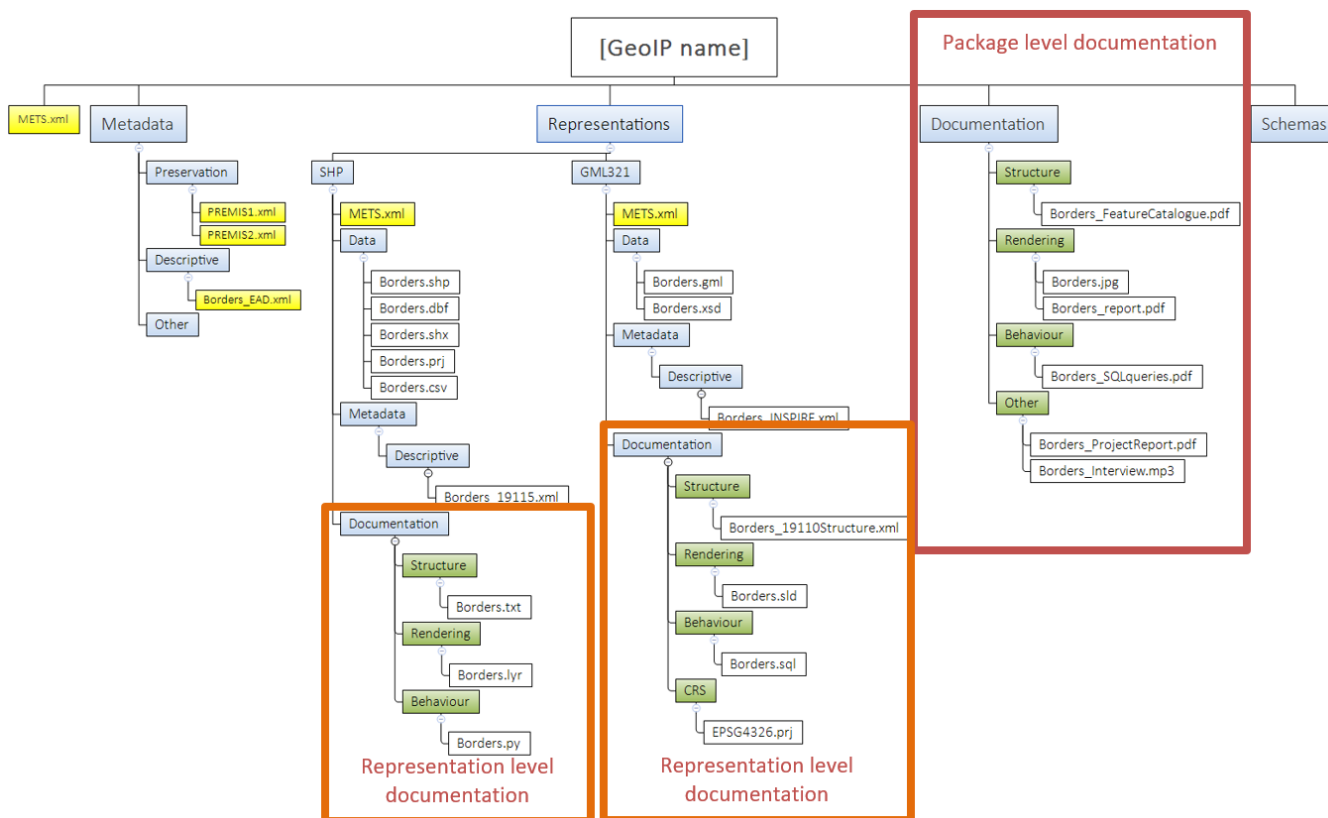 [GeoIP name]
Package level documentation
METS.xml
Metadata
Representations
Documentation
Schemas
Preservation
PREMIS1.xml
PREMIS2.xml
Descriptive
Borders_EAD.xml
Other
SHP
METS.xml
Data
Borders.shp
Borders.dbf
Borders.shx
Borders.prj
Borders.csv
Metadata
Descriptive
Borders_19115.xml
Documentation
Structure
Borders.txt
Rendering
Borders.lyr
Behaviour
Borders.py
Representation level
documentation
GML321
METS.xml
Data
Borders.gml
Borders.xsd
Metadata
Descriptive
Borders_INSPIRE.xml
Documentation
Structure
Borders_19110Structure.xml
Rendering
Borders.sld
Behaviour
Borders.sql
CRS
EPSG4326.prj
Representation level
documentation
Structure
Borders_FeatureCatalogue.pdf
Rendering
Borders.jpg
Borders_report.pdf
Behaviour
Borders_SQLqueries.pdf
Other
Borders_ProjectReport.pdf
Borders_Interview.mp3